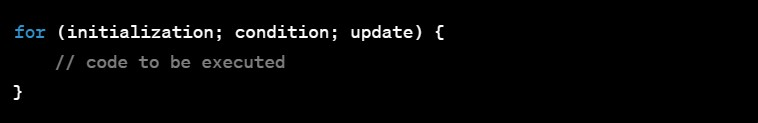 for (initialization; condition; update) {
    // code to be executed
}